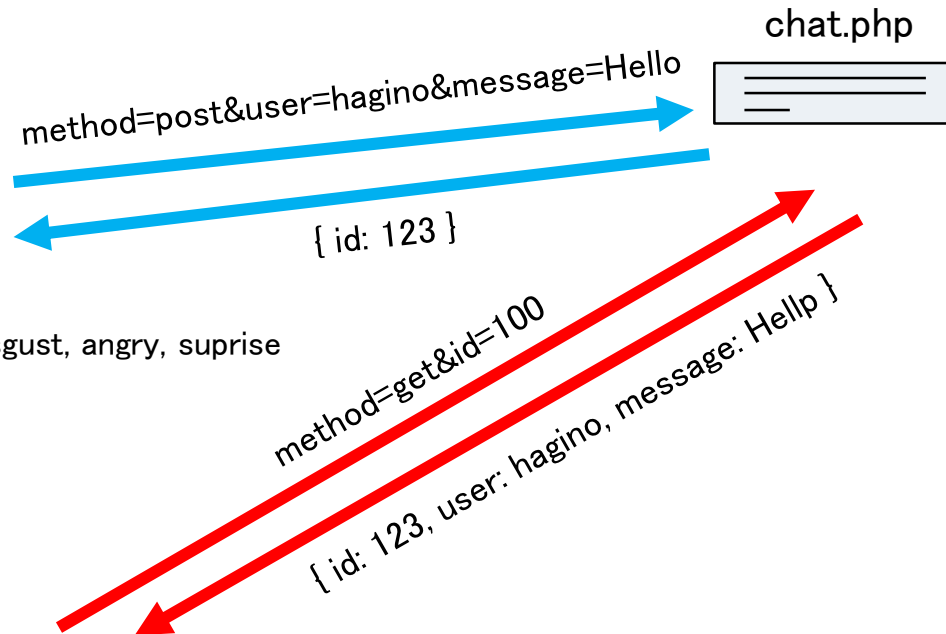 chat.php
method=post&user=hagino&message=Hello
{ id: 123 }
angry, suprise
method=get&id=100
{ id: 123, user: hagino, message: Hellp }